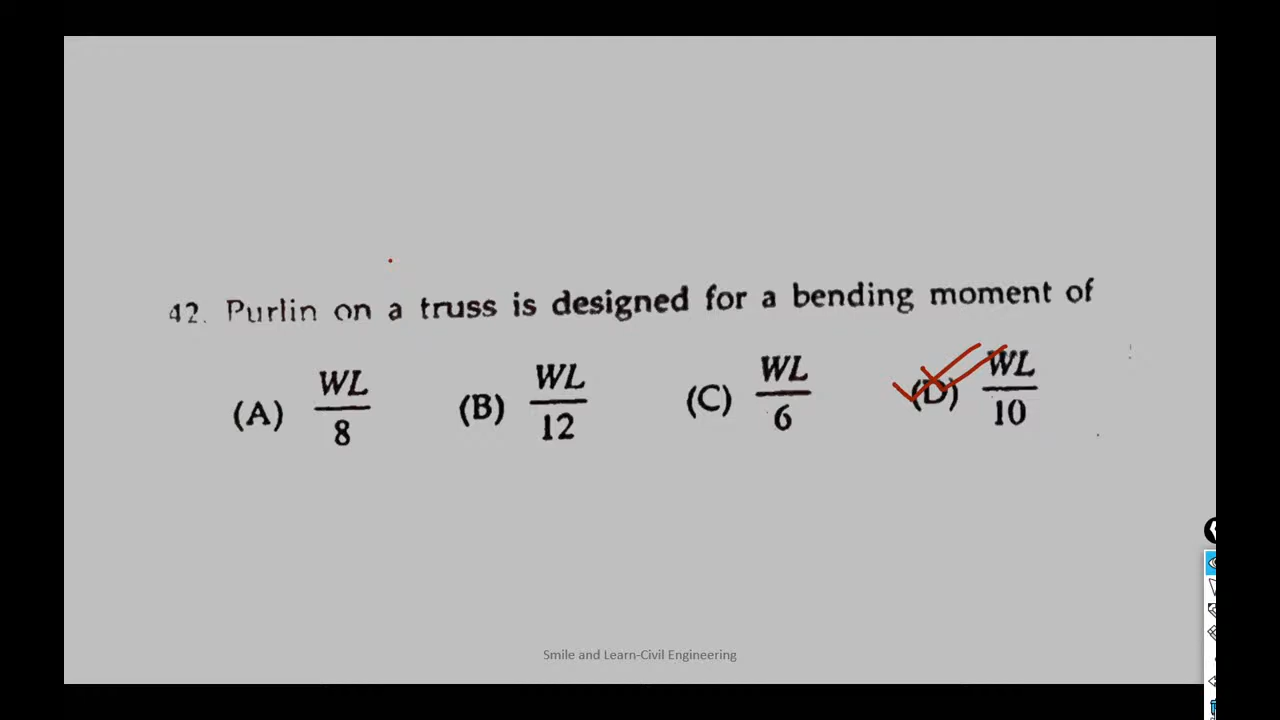 42. Purlin on a truss is designed for a bending moment of
(A) WL/8 (B) WL/12 (C) WL/6 (D) WL/10
Smile and Learn-Civil Engineering